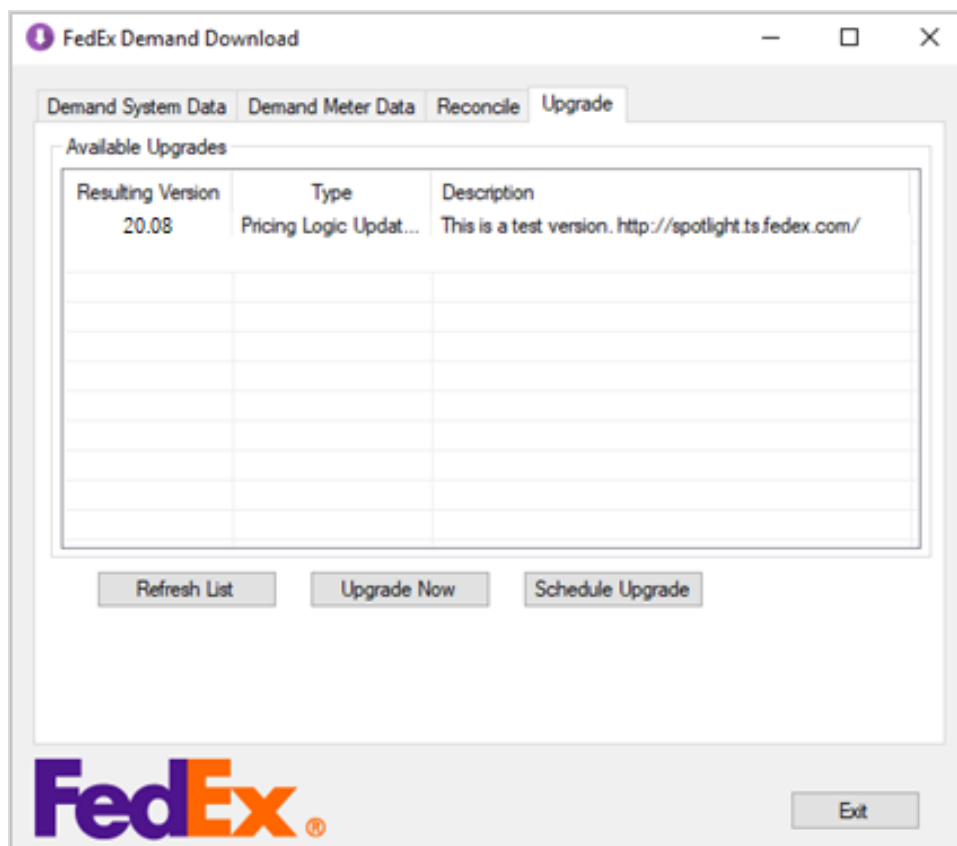 FedEx Demand Download
Demand System Data Demand Meter Data Reconcile Upgrade
Available Upgrades
Resulting Version Type Description
20.08 Pricing Logic Updat... This is a test version. http://spotlight.ts.fedex.com/
Refresh List Upgrade Now Schedule Upgrade
FedEx®
Exit